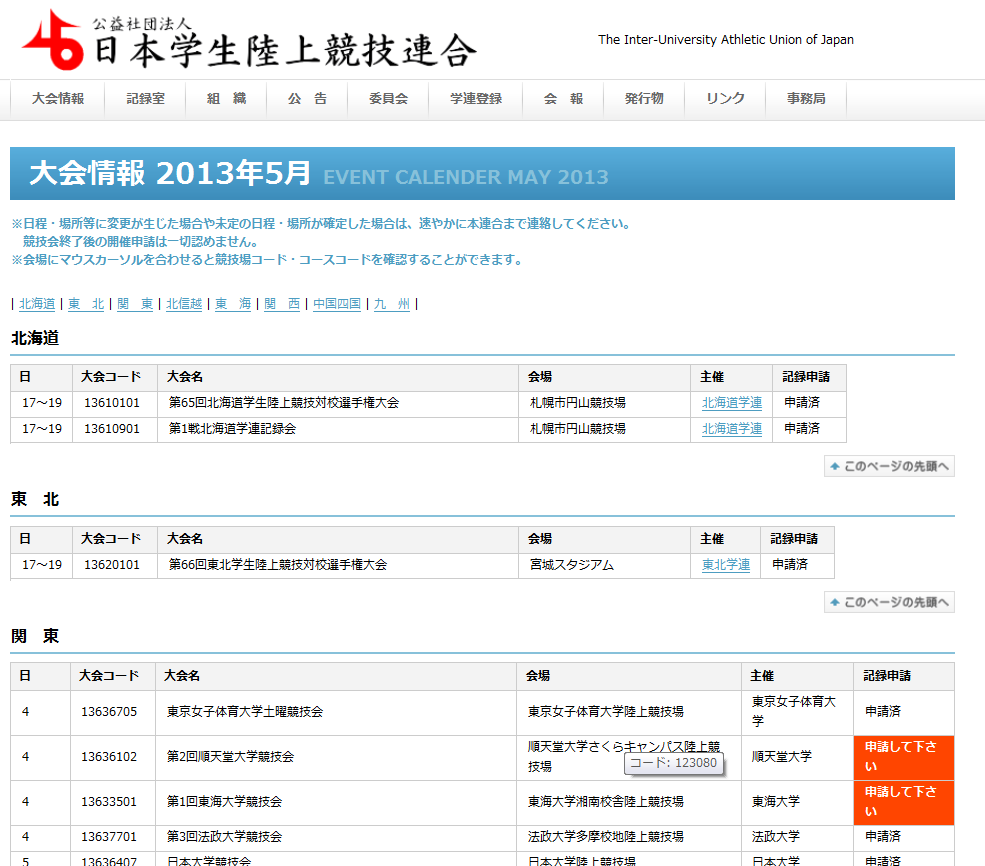 公益社団法人
日本学生陸上競技連合
The Inter-University Athletic Union of Japan
大会情報 記録室 組　織 公　告 委員会 学連登録 会　報 発行物 リンク 事務局
大会情報 2013年5月 EVENT CALENDER MAY 2013
※日程・場所等に変更が生じた場合や未定の日程・場所が確定した場合は、速やかに本連合まで連絡してください。
競技会終了後の開催申請は一切認めません。
※会場にマウスカーソルを合わせると競技場コード・コースコードを確認することができます。
| 北海道 | 東　北 | 関　東 | 北信越 | 東　海 | 関　西 | 中国四国 | 九　州 |
北海道
日 大会コード 大会名 会場 主催 記録申請
17～19 13610101 第65回北海道学生陸上競技対校選手権大会 札幌市円山競技場 北海道学連 申請済
17～19 13610901 第1戦北海道学連記録会 札幌市円山競技場 北海道学連 申請済
このページの先頭へ
東　北
日 大会コード 大会名 会場 主催 記録申請
17～19 13620101 第66回東北学生陸上競技対校選手権大会 宮城スタジアム 東北学連 申請済
このページの先頭へ
関　東
日 大会コード 大会名 会場 主催 記録申請
4 13636705 東京女子体育大学土曜競技会 東京女子体育大学陸上競技場 東京女子体育大
学 申請済
4 13636102 第2回順天堂大学競技会 順天堂大学さくらキャンパス陸上競
技場 順天堂大学 申請して下さ
い
コード: 123080
4 13633501 第1回東海大学競技会 東海大学湘南校舎陸上競技場 東海大学 申請して下さ
い
4 13637701 第3回法政大学競技会 法政大学多摩校地陸上競技場 法政大学 申請済
5 13636407 日本大学競技会 日本大学陸上競技場 日本大学 申請済